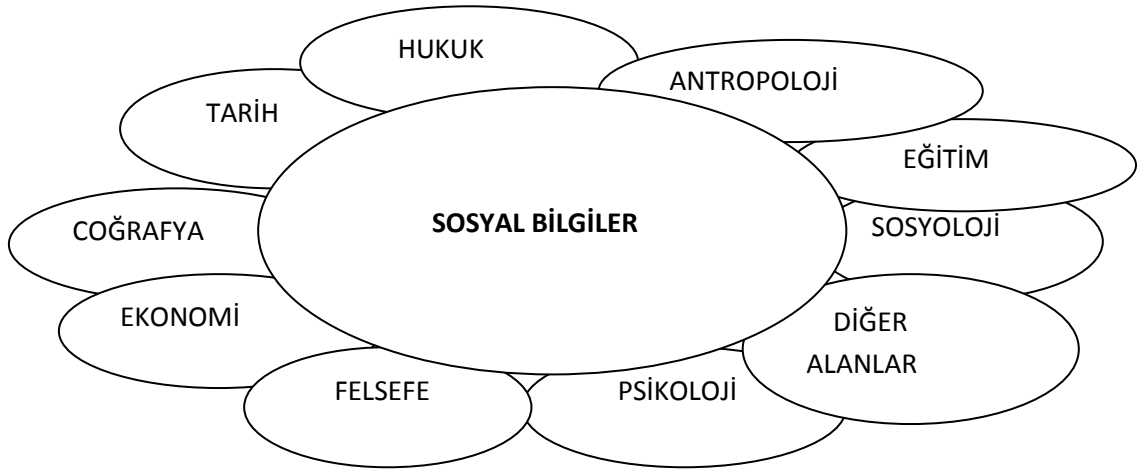 HUKUK
ANTROPOLOJİ
TARİH
EĞİTİM
SOSYAL BİLGİLER
COĞRAFYA
SOSYOLOJİ
EKONOMİ
DİĞER
ALANLAR
FELSEFE
PSİKOLOJİ